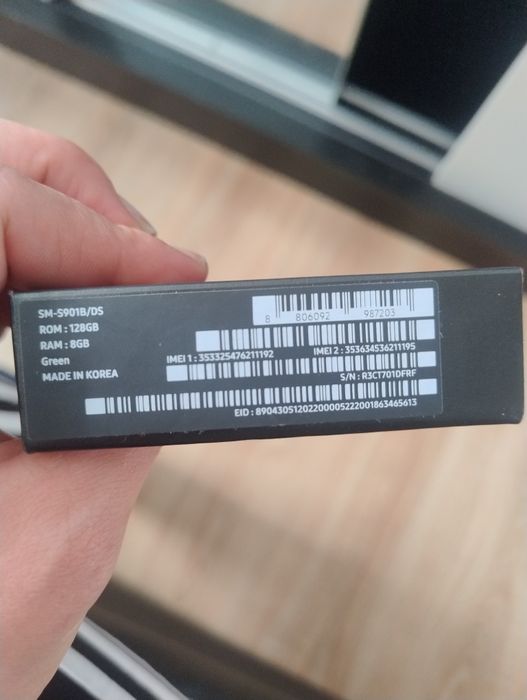 SM-S901B/DS
ROM : 128GB
RAM : 8GB
Green
MADE IN KOREA
8 806092 987203
IMEI 1 : 353325476211192
IMEI 2 : 353634536211195
S/N : R3CT701DFRF
EID : 89043051202200005222001863465613